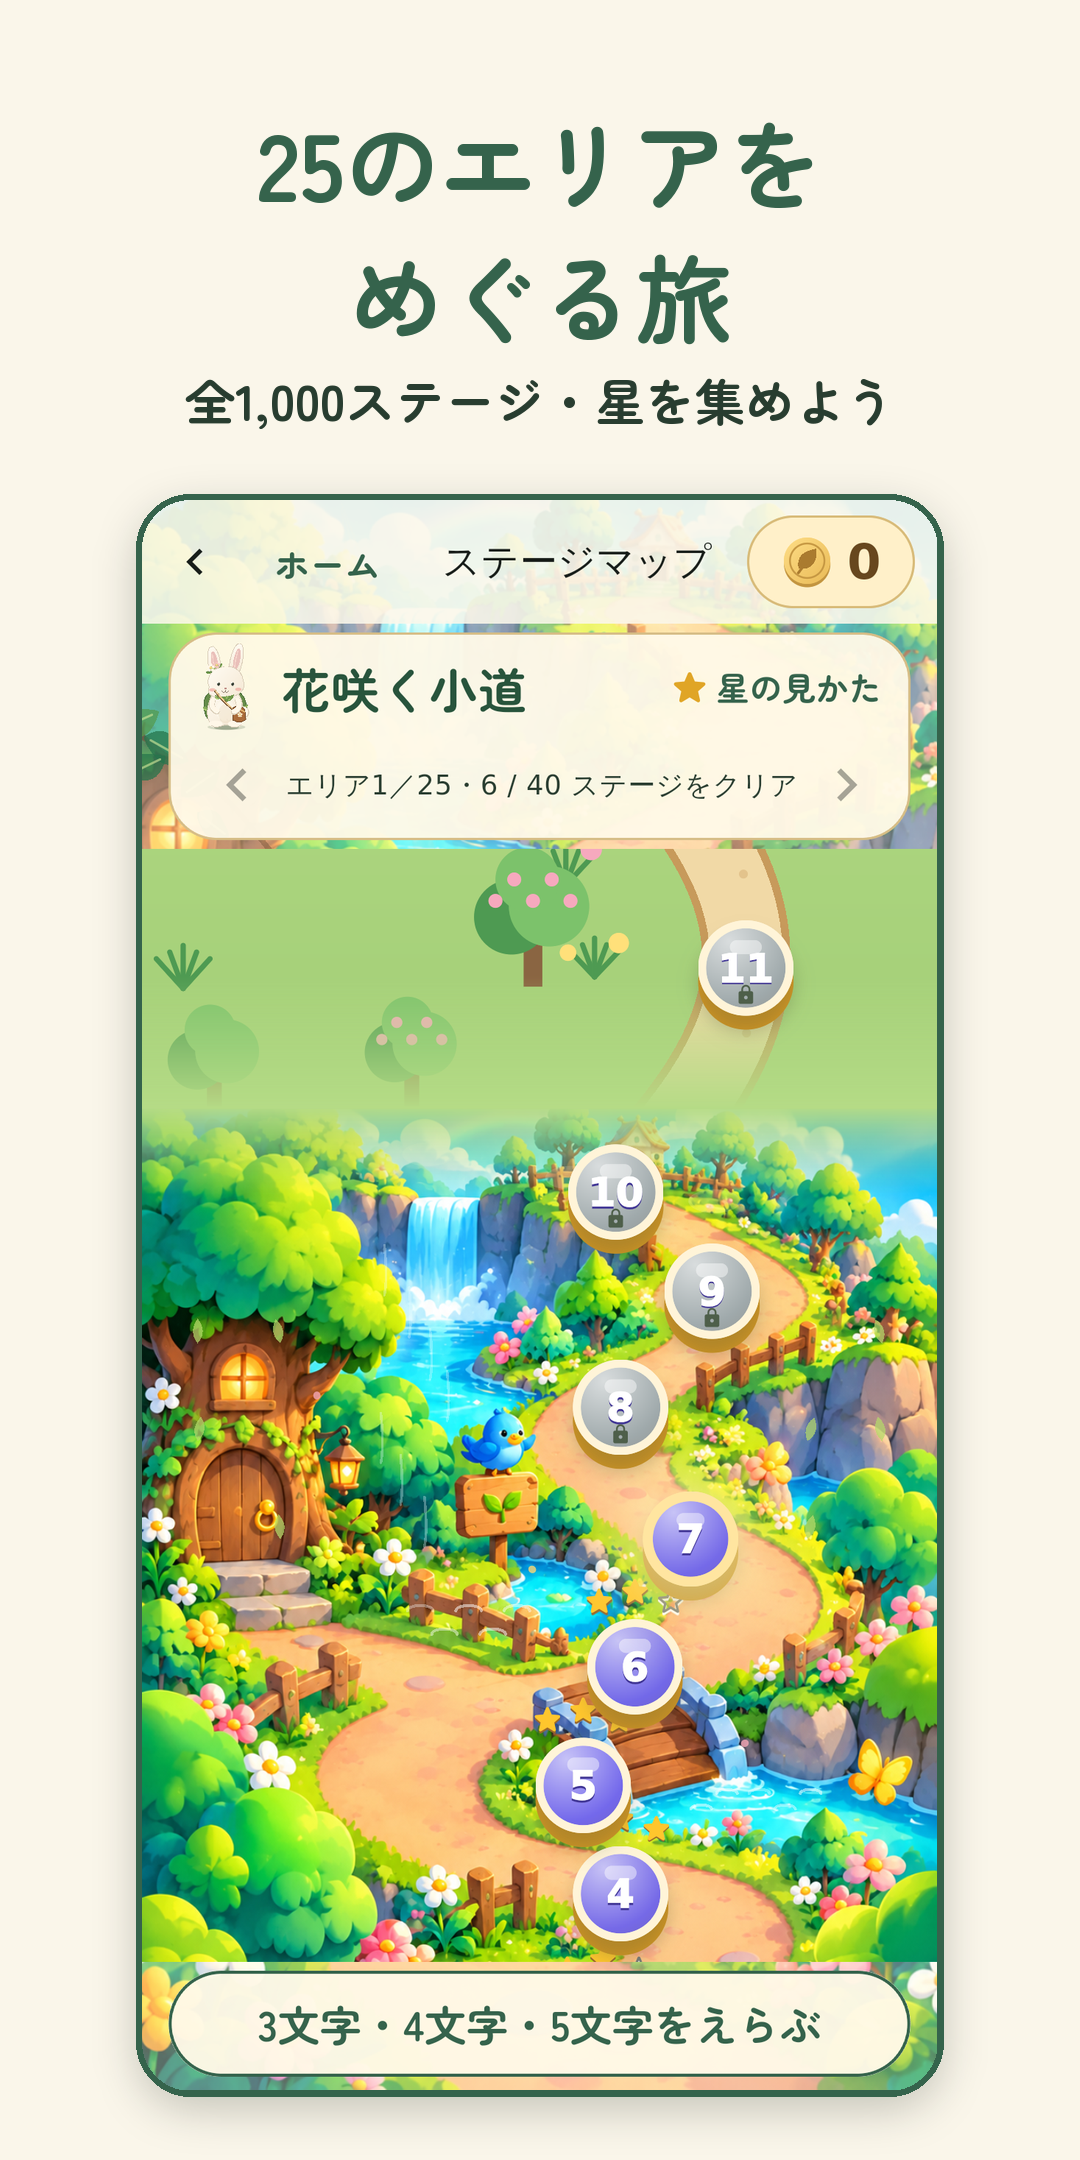 25のエリアを
めぐる旅
全1,000ステージ・星を集めよう
ホーム ステージマップ 0
花咲く小道 星の見かた
エリア1／25・6 / 40 ステージをクリア
11
10
9
8
7
6
5
4
3文字・4文字・5文字をえらぶ